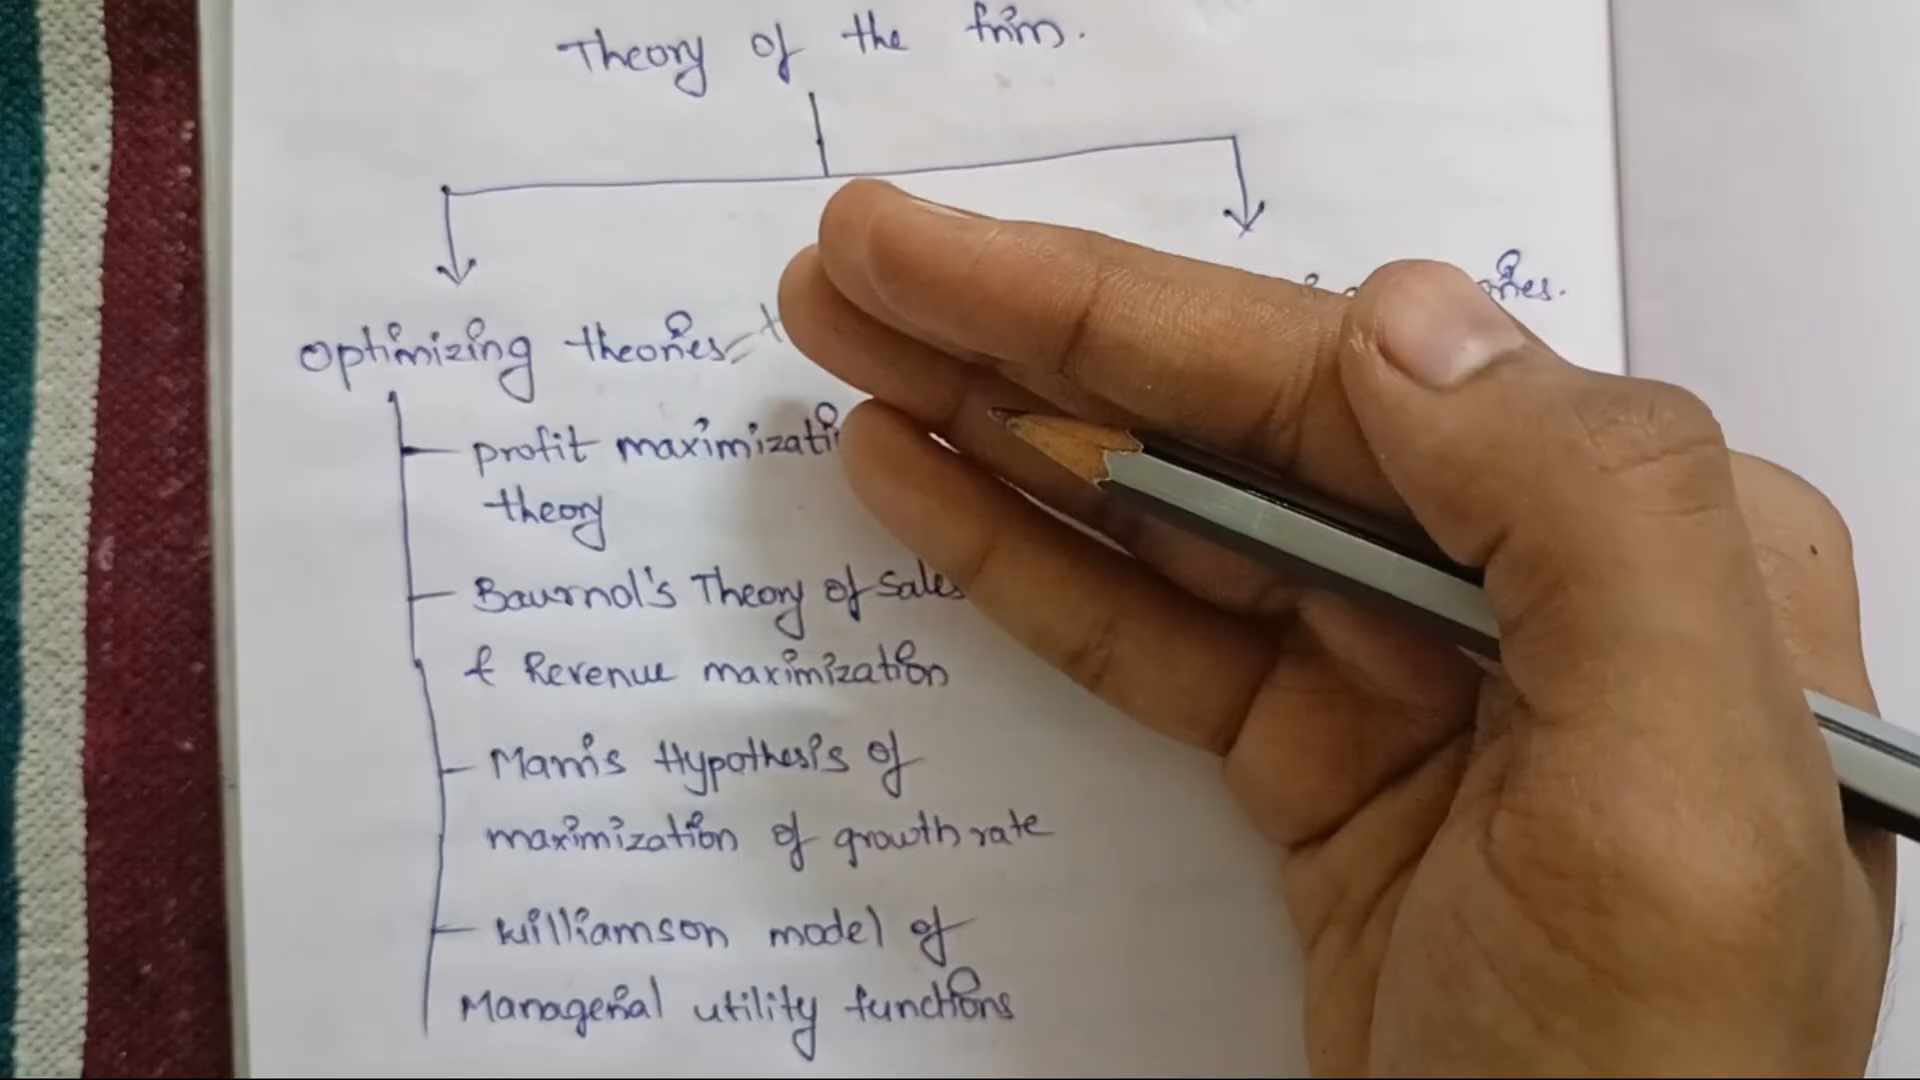 Theory of the firm.
Optimizing theories
profit maximizati
theory
Baumol's Theory of Sales
& Revenue maximization
Marris Hypothesis of
maximization of growth rate
Williamson model of
Managerial utility functions